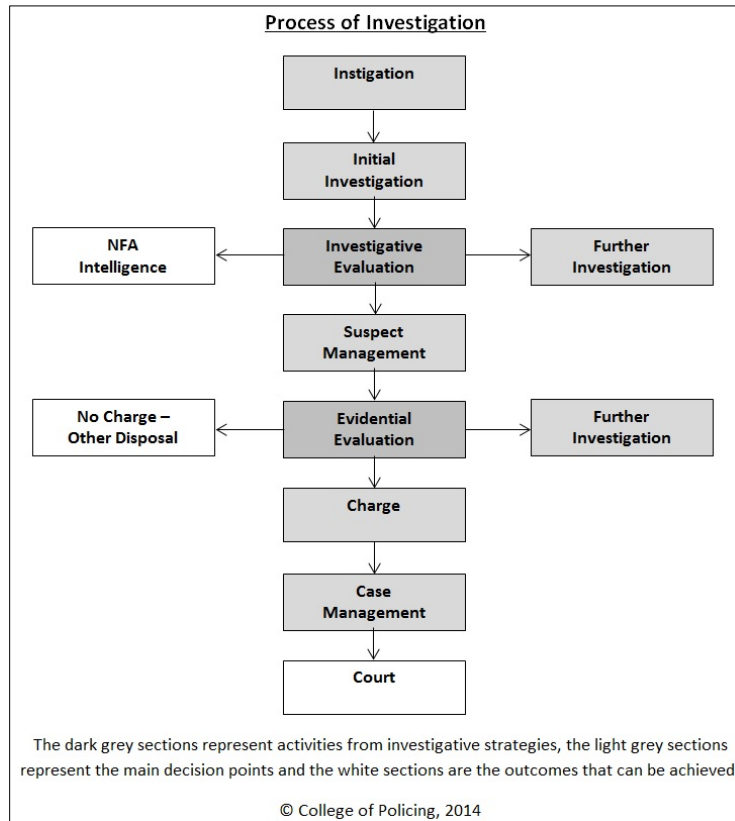 Process of Investigation
Instigation
Initial
Investigation
NFA
Intelligence
Investigative
Evaluation
Further
Investigation
Suspect
Management
No Charge –
Other Disposal
Evidential
Evaluation
Further
Investigation
Charge
Case
Management
Court
The dark grey sections represent activities from investigative strategies, the light grey sections
represent the main decision points and the white sections are the outcomes that can be achieved
© College of Policing, 2014